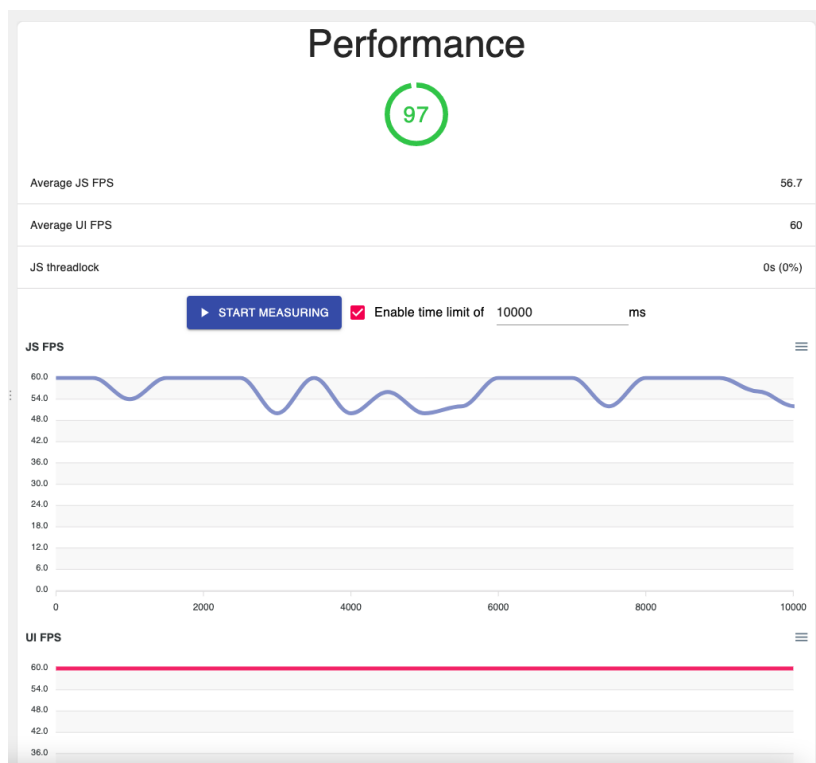 Performance
97
Average JS FPS 56.7
Average UI FPS 60
JS threadlock 0s (0%)
START MEASURING Enable time limit of 10000 ms
JS FPS
60.0
54.0
48.0
42.0
36.0
30.0
24.0
18.0
12.0
6.0
0.0
0 2000 4000 6000 8000 10000
UI FPS
60.0
54.0
48.0
42.0
36.0